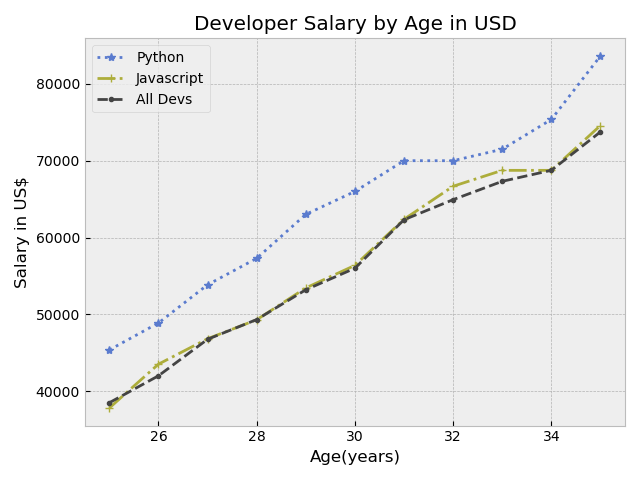 Developer Salary by Age in USD
Python
Javascript
All Devs
80000
70000
60000
50000
40000
Salary in US$
26 28 30 32 34
Age(years)